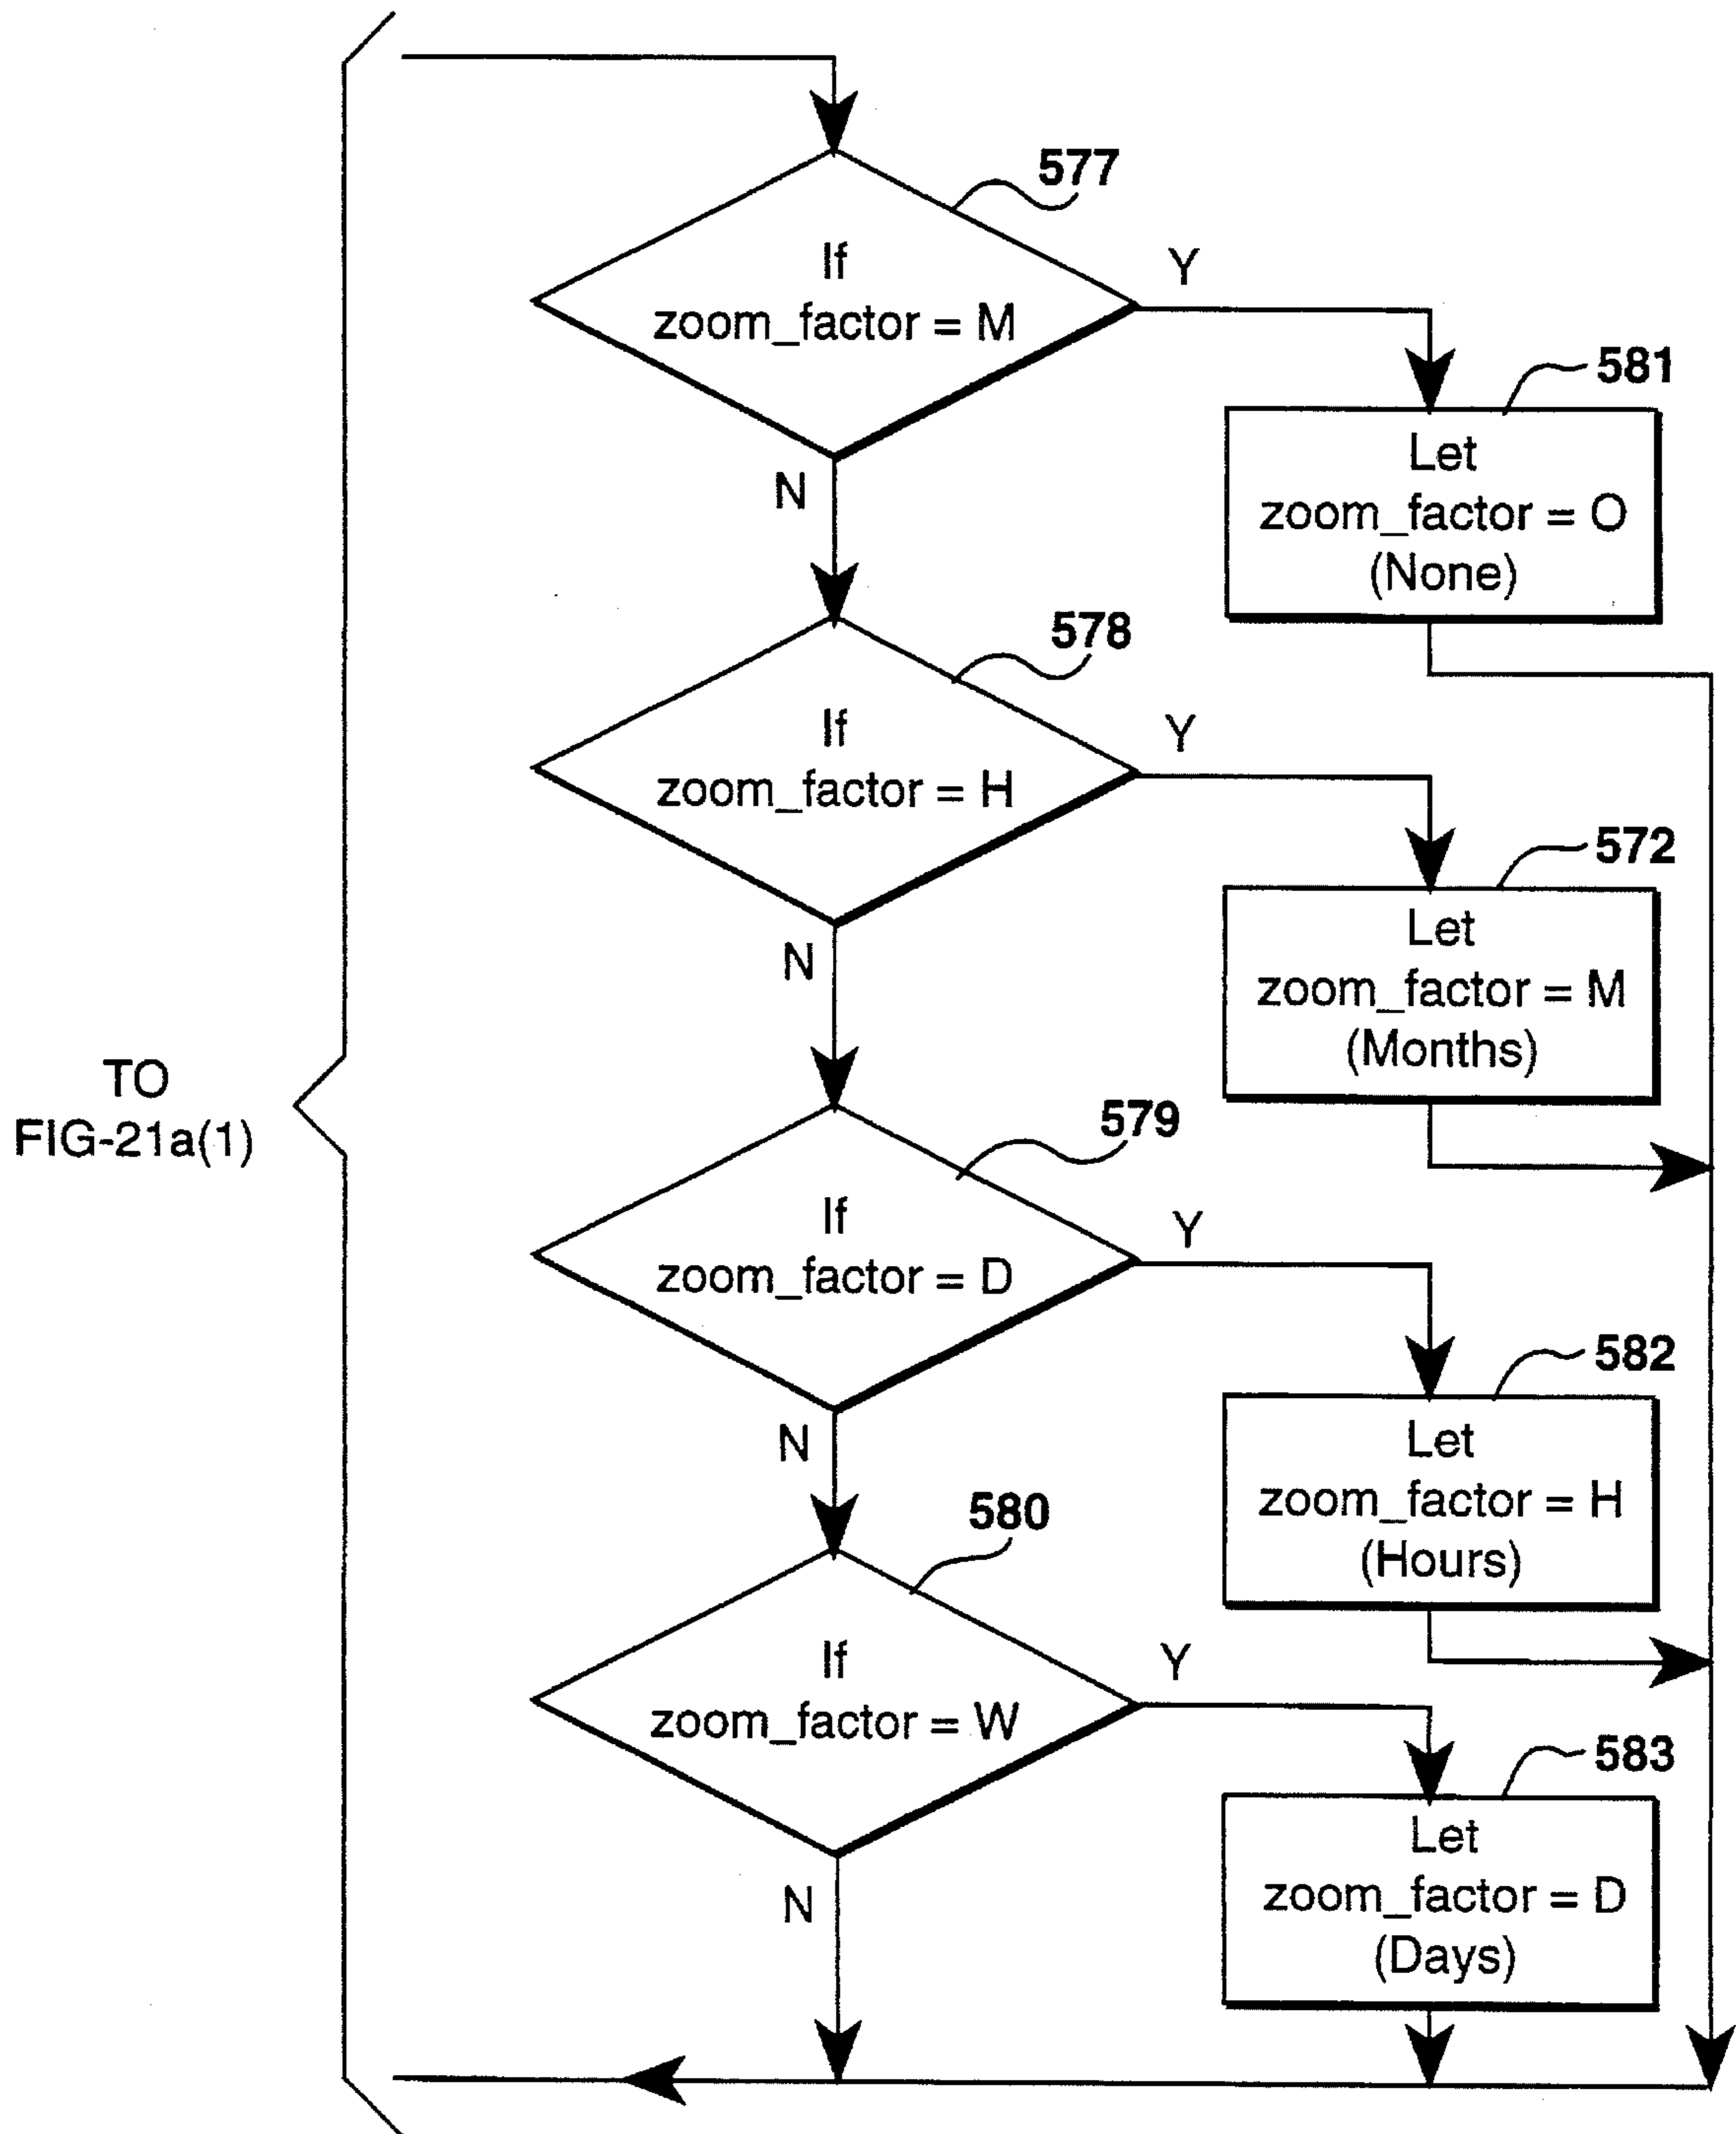 577
If
zoom_factor = M
Y
N
581
Let
zoom_factor = O
(None)
578
If
zoom_factor = H
Y
N
572
Let
zoom_factor = M
(Months)
TO
FIG-21a(1)
579
If
zoom_factor = D
Y
N
582
Let
zoom_factor = H
(Hours)
580
If
zoom_factor = W
Y
N
583
Let
zoom_factor = D
(Days)